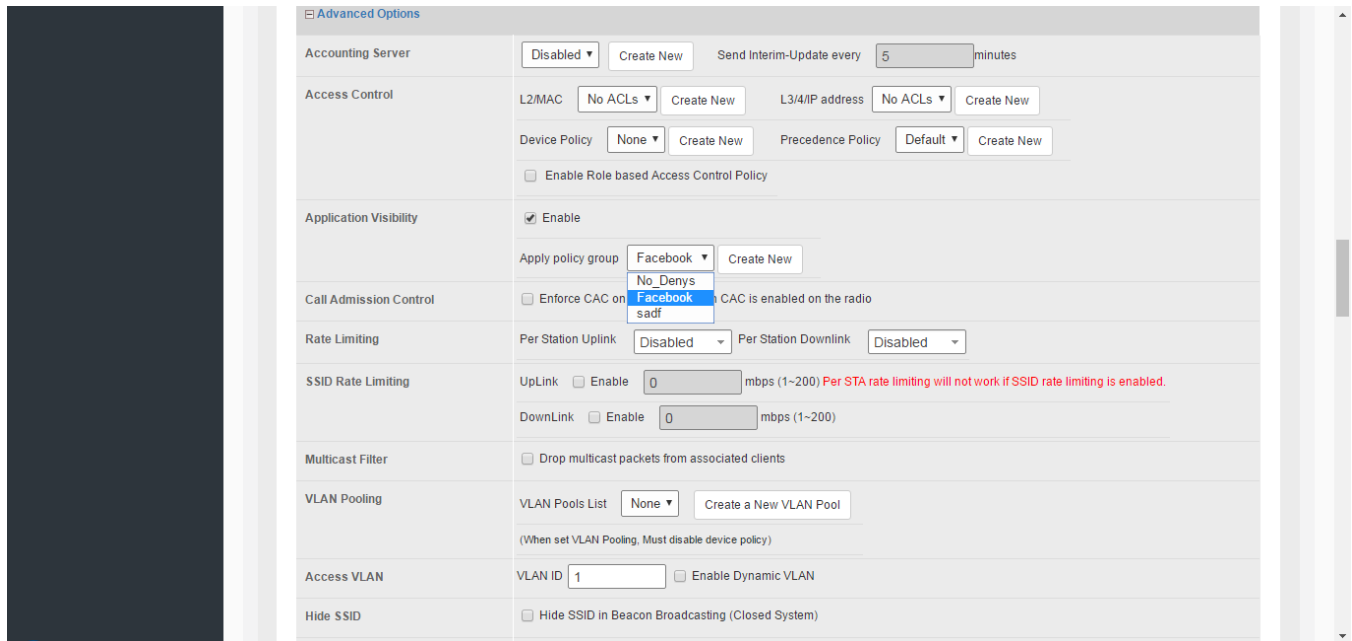 Advanced Options
Accounting Server Disabled Create New Send Interim-Update every 5 minutes
Access Control L2/MAC No ACLs Create New L3/4/IP address No ACLs Create New
Device Policy None Create New Precedence Policy Default Create New
Enable Role based Access Control Policy
Application Visibility Enable
Apply policy group Facebook Create New
No_Denys
Call Admission Control Enforce CAC on Facebook CAC is enabled on the radio
sadf
Rate Limiting Per Station Uplink Disabled Per Station Downlink Disabled
SSID Rate Limiting UpLink Enable 0 mbps (1~200) Per STA rate limiting will not work if SSID rate limiting is enabled.
DownLink Enable 0 mbps (1~200)
Multicast Filter Drop multicast packets from associated clients
VLAN Pooling VLAN Pools List None Create a New VLAN Pool
(When set VLAN Pooling, Must disable device policy)
Access VLAN VLAN ID 1 Enable Dynamic VLAN
Hide SSID Hide SSID in Beacon Broadcasting (Closed System)